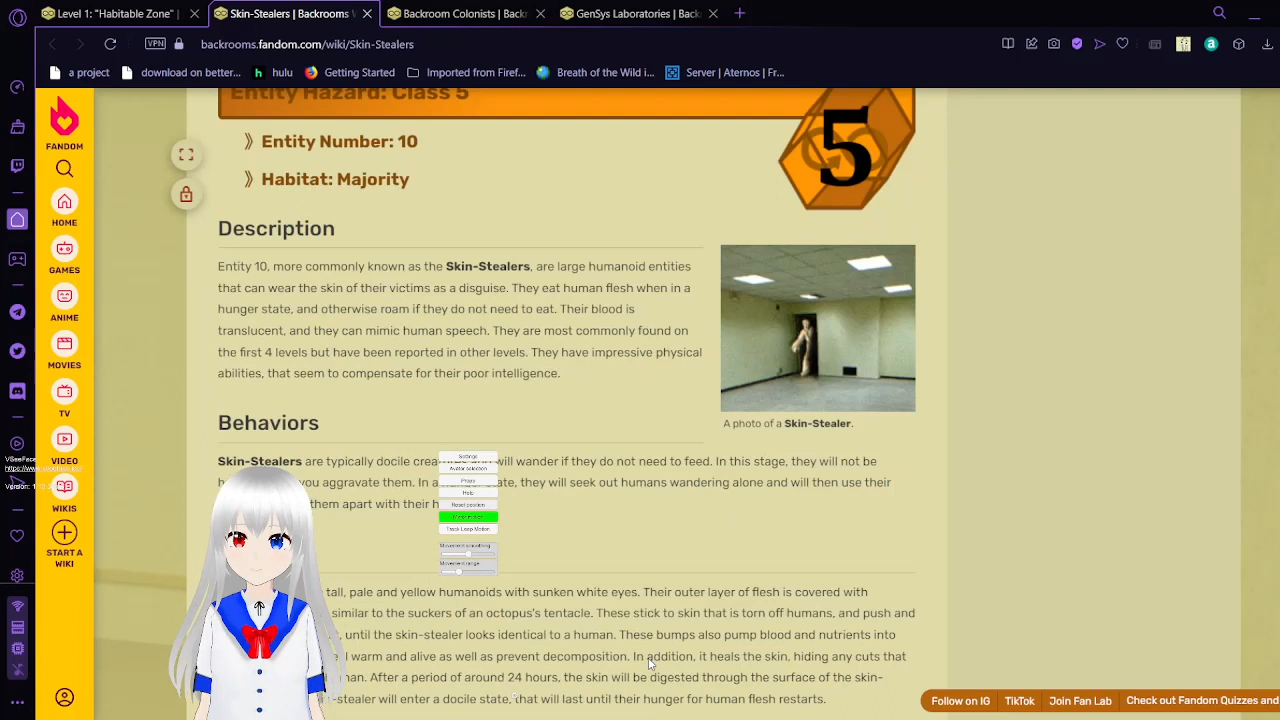 Level 1: "Habitable Zone"
Skin-Stealers | Backrooms
Backroom Colonists | Back
GenSys Laboratories | Back
VPN
backrooms.fandom.com/wiki/Skin-Stealers
a project
download on better...
hulu
Getting Started
Imported from Firef...
Breath of the Wild i...
Server | Aternos | Fr...
FANDOM
HOME
GAMES
ANIME
MOVIES
TV
VIDEO
WIKIS
START A
WIKI
Entity Hazard: Class 5
5
Entity Number: 10
Habitat: Majority
Description
Entity 10, more commonly known as the Skin-Stealers, are large humanoid entities
that can wear the skin of their victims as a disguise. They eat human flesh when in a
hunger state, and otherwise roam if they do not need to eat. Their blood is
translucent, and they can mimic human speech. They are most commonly found on
the first 4 levels but have been reported in other levels. They have impressive physical
abilities, that seem to compensate for their poor intelligence.
A photo of a Skin-Stealer.
Behaviors
Skin-Stealers are typically docile will wander if they do not need to feed. In this stage, they will not be
you aggravate them. In a state, they will seek out humans wandering alone and will then use their
them apart with their
Settings
Avatar selection
Props
Help
Reset position
Track Leap Motion
Movement smoothing
Movement range
tall, pale and yellow humanoids with sunken white eyes. Their outer layer of flesh is covered with
similar to the suckers of an octopus's tentacle. These stick to skin that is torn off humans, and push and
until the skin-stealer looks identical to a human. These bumps also pump blood and nutrients into
warm and alive as well as prevent decomposition. In addition, it heals the skin, hiding any cuts that
After a period of around 24 hours, the skin will be digested through the surface of the skin-
-stealer will enter a docile state, that will last until their hunger for human flesh restarts.
Follow on IG
TikTok
Join Fan Lab
Check out Fandom Quizzes and